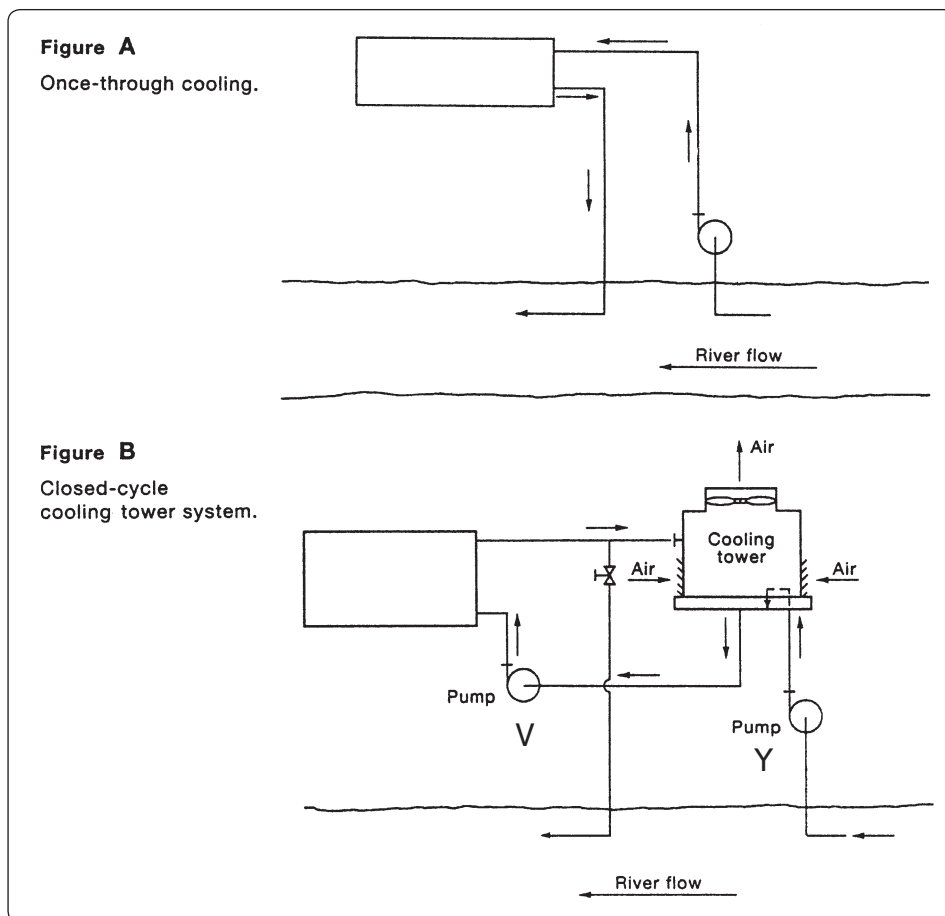 Figure A
Once-through cooling.
River flow
Figure B
Closed-cycle
cooling tower system.
Air
Cooling
tower
Air
Air
Pump
V
Pump
Y
River flow